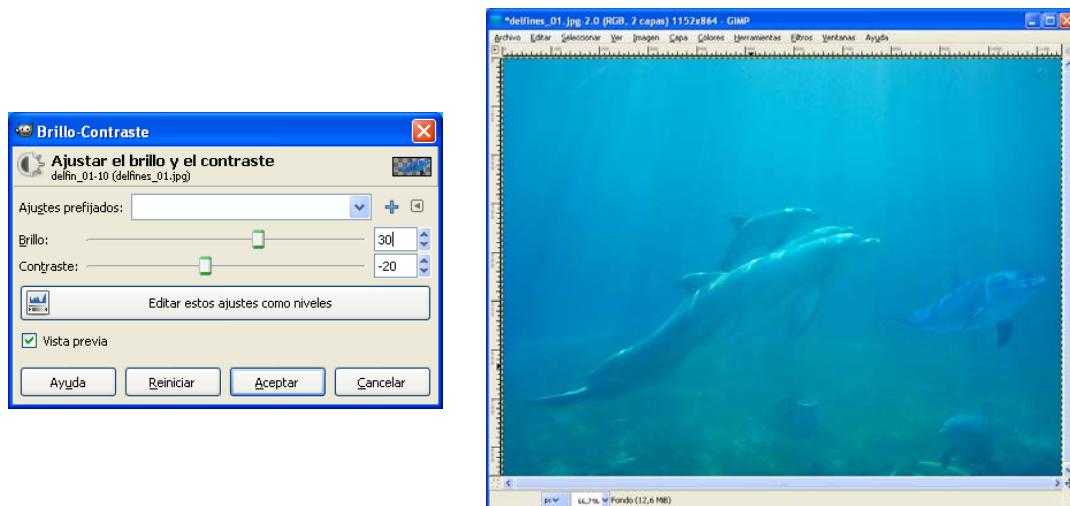 Brillo-Contraste
Ajustar el brillo y el contraste
delfin_01-10 (delfines_01.jpg)
Ajustes prefijados:
Brillo: 30
Contraste: -20
Editar estos ajustes como niveles
Vista previa
Ayuda Reiniciar Aceptar Cancelar
*delfines_01.jpg-2.0 (RGB, 2 capas) 1152x864 - GIMP
Archivo Editar Seleccionar Ver Imagen Capa Colores Herramientas Filtros Ventanas Ayuda
px 66,7% Fondo (12,6 MB)